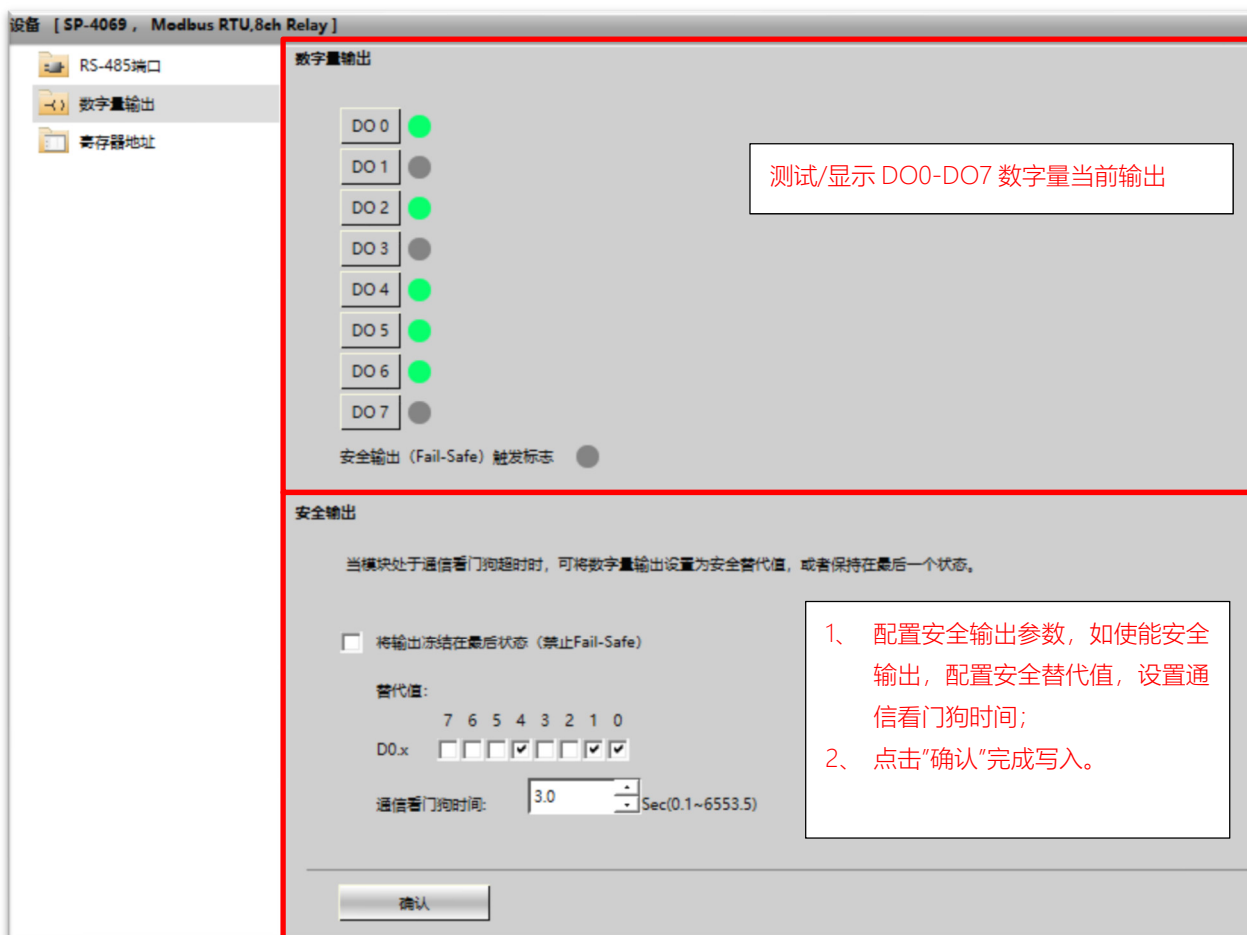 设备 [ SP-4069 , Modbus RTU,8ch Relay ]
RS-485端口
数字量输出
寄存器地址
数字量输出
DO 0
DO 1
DO 2
DO 3
DO 4
DO 5
DO 6
DO 7
测试/显示 DO0-DO7 数字量当前输出
安全输出（Fail-Safe）触发标志
安全输出
当模块处于通信看门狗超时时，可将数字量输出设置为安全替代值，或者保持在最后一个状态。
将输出冻结在最后状态（禁止Fail-Safe）
替代值:
7 6 5 4 3 2 1 0
D0.x
通信看门狗时间: 3.0 Sec(0.1~6553.5)
1、 配置安全输出参数，如使能安全
输出，配置安全替代值，设置通
信看门狗时间；
2、 点击"确认"完成写入。
确认